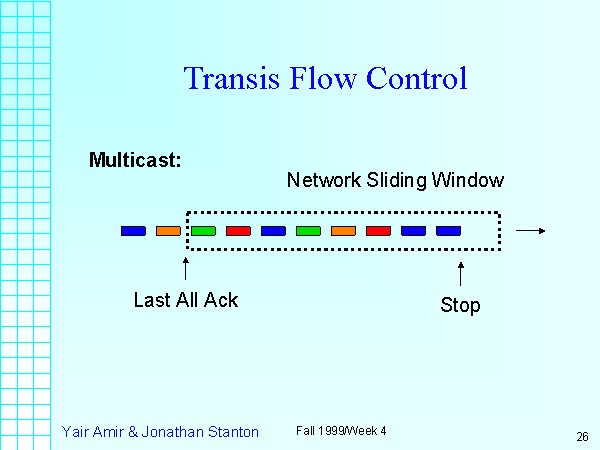 Transis Flow Control
Multicast:
Network Sliding Window
Last All Ack
Stop
Yair Amir & Jonathan Stanton
Fall 1999/Week 4
26